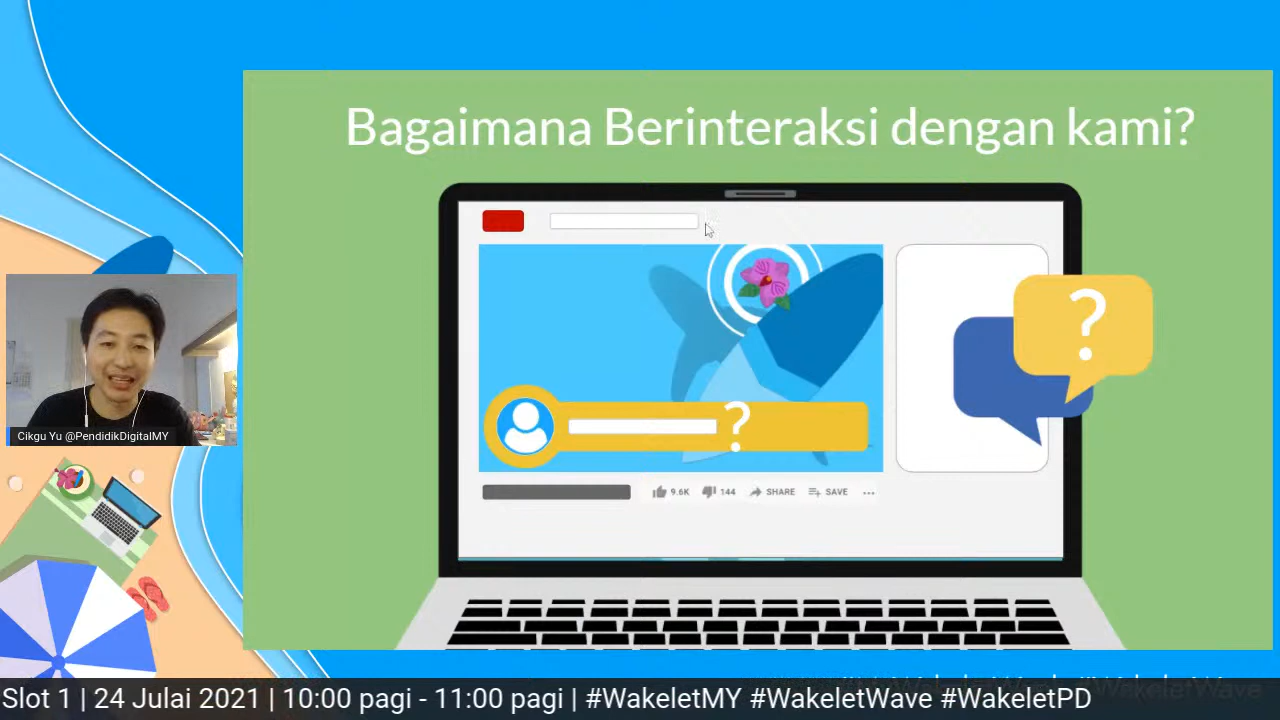 Bagaimana Berinteraksi dengan kami?
?
?
9.6K 144 SHARE SAVE ...
Cikgu Yu @PendidikDigitalMY
Slot 1 | 24 Julai 2021 | 10:00 pagi - 11:00 pagi | #WakeletMY #WakeletWave #WakeletPD